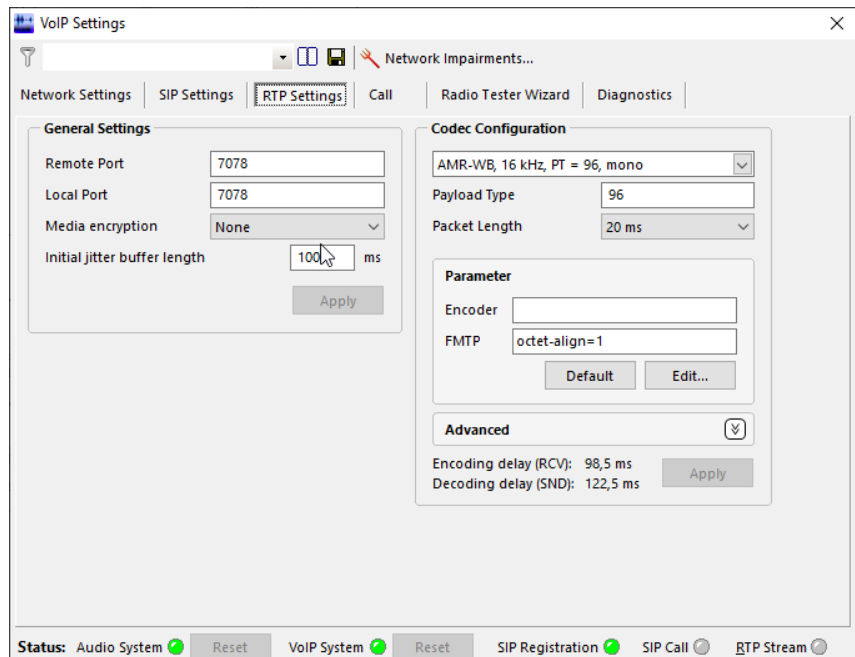 VoIP Settings
Network Impairments...
Network Settings SIP Settings RTP Settings Call Radio Tester Wizard Diagnostics
General Settings
Remote Port 7078
Local Port 7078
Media encryption None
Initial jitter buffer length 100 ms
Apply
Codec Configuration
AMR-WB, 16 kHz, PT = 96, mono
Payload Type 96
Packet Length 20 ms
Parameter
Encoder
FMTP octet-align=1
Default Edit...
Advanced
Encoding delay (RCV): 98,5 ms
Decoding delay (SND): 122,5 ms
Apply
Status: Audio System Reset VoIP System Reset SIP Registration SIP Call RTP Stream